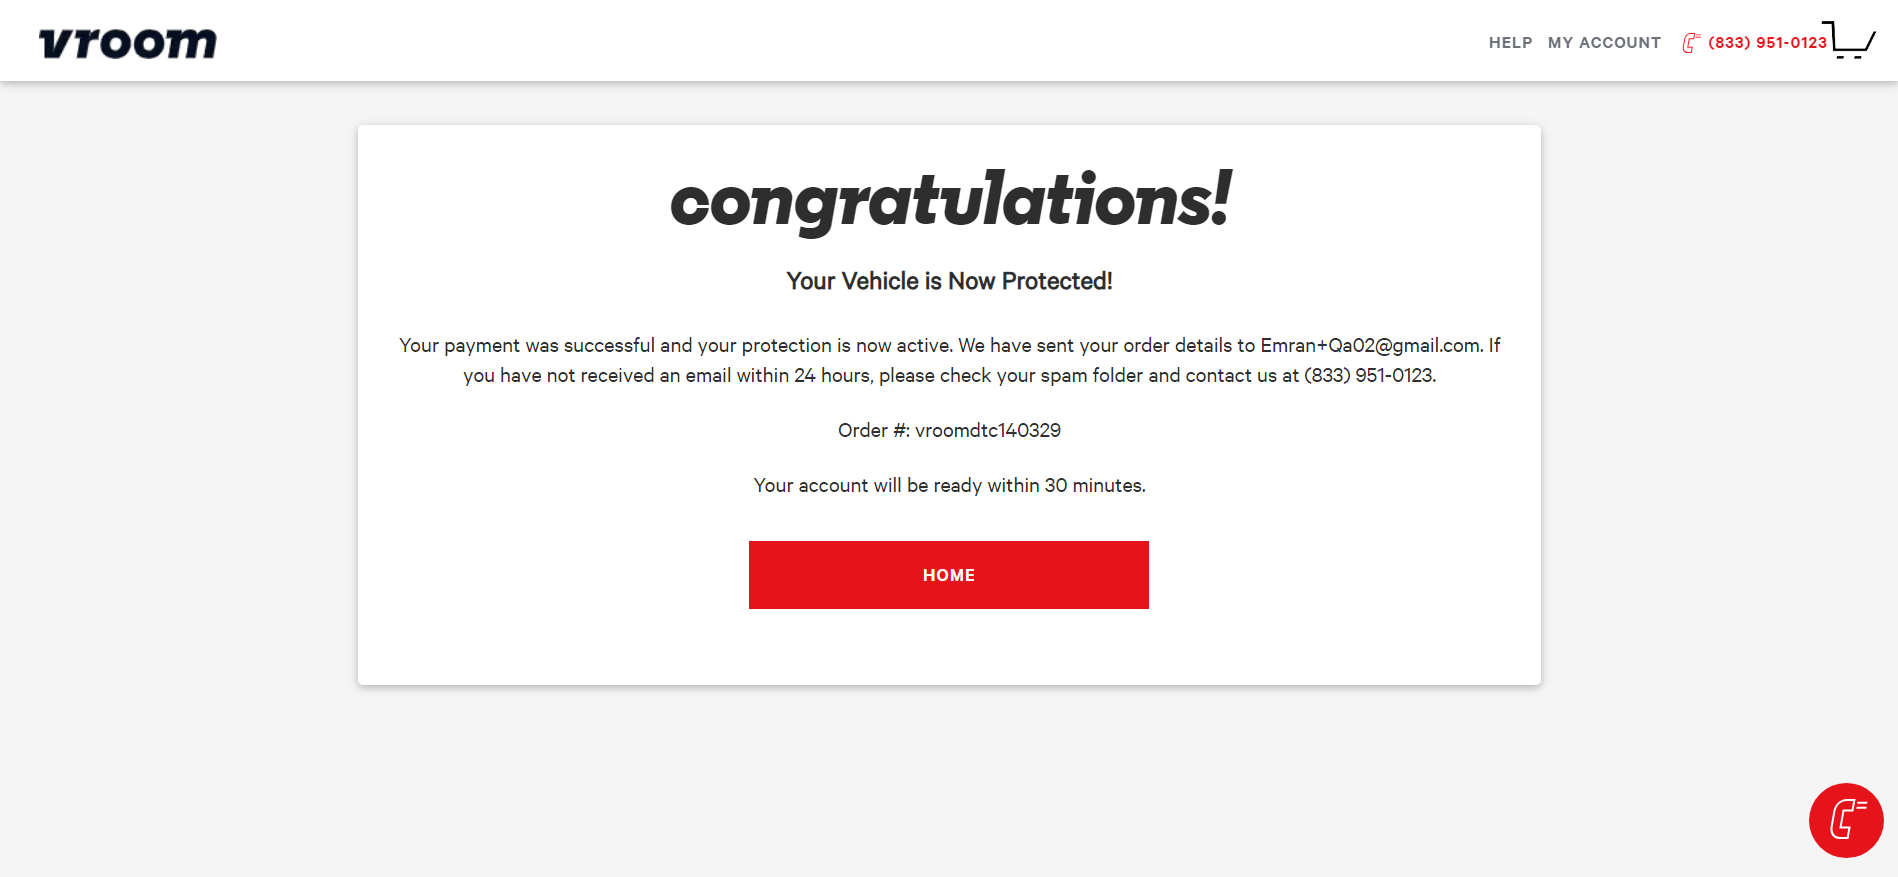 vroom
HELP MY ACCOUNT (833) 951-0123
congratulations!
Your Vehicle is Now Protected!
Your payment was successful and your protection is now active. We have sent your order details to Emran+Qa02@gmail.com. If
you have not received an email within 24 hours, please check your spam folder and contact us at (833) 951-0123.
Order #: vroomdtc140329
Your account will be ready within 30 minutes.
HOME